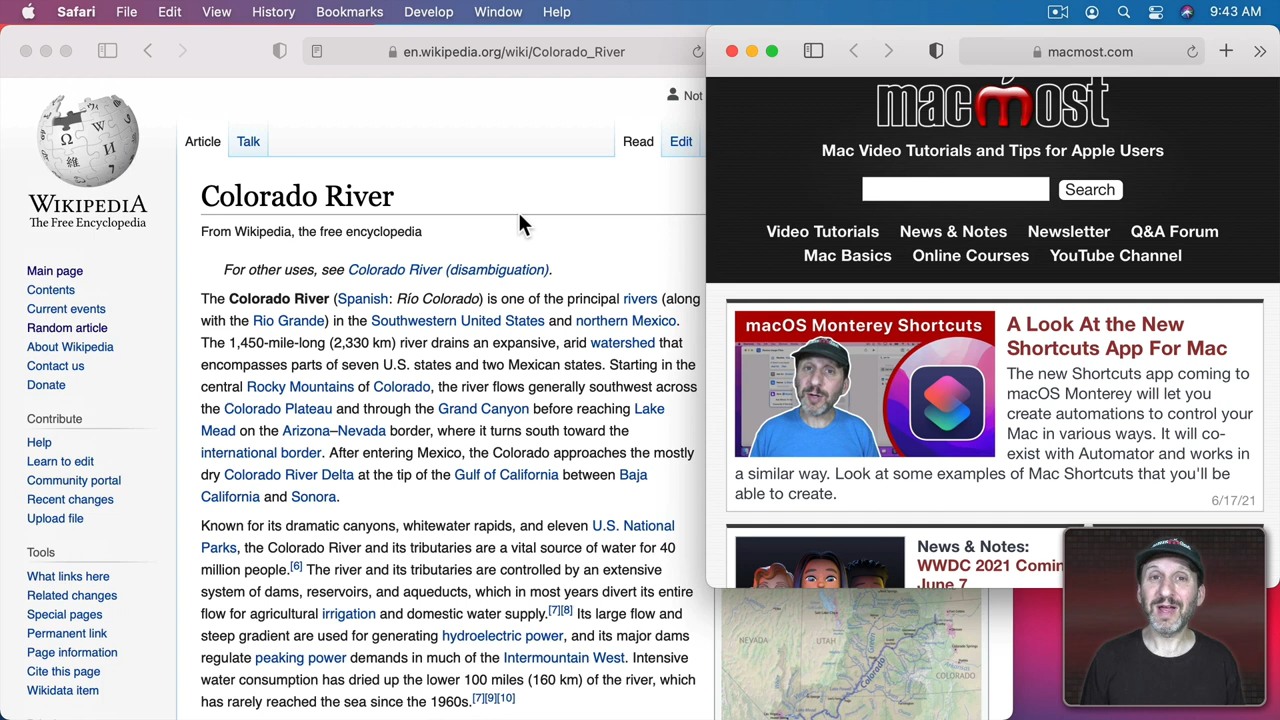 Safari File Edit View History Bookmarks Develop Window Help 9:43 AM
en.wikipedia.org/wiki/Colorado_River
WIKIPEDIA
The Free Encyclopedia
Main page
Contents
Current events
Random article
About Wikipedia
Contact us
Donate
Contribute
Help
Learn to edit
Community portal
Recent changes
Upload file
Tools
What links here
Related changes
Special pages
Permanent link
Page information
Cite this page
Wikidata item
Not
Article Talk Read Edit
Colorado River
From Wikipedia, the free encyclopedia
For other uses, see Colorado River (disambiguation).
The Colorado River (Spanish: Río Colorado) is one of the principal rivers (along
with the Rio Grande) in the Southwestern United States and northern Mexico.
The 1,450-mile-long (2,330 km) river drains an expansive, arid watershed that
encompasses parts of seven U.S. states and two Mexican states. Starting in the
central Rocky Mountains of Colorado, the river flows generally southwest across
the Colorado Plateau and through the Grand Canyon before reaching Lake
Mead on the Arizona–Nevada border, where it turns south toward the
international border. After entering Mexico, the Colorado approaches the mostly
dry Colorado River Delta at the tip of the Gulf of California between Baja
California and Sonora.
Known for its dramatic canyons, whitewater rapids, and eleven U.S. National
Parks, the Colorado River and its tributaries are a vital source of water for 40
million people.[6] The river and its tributaries are controlled by an extensive
system of dams, reservoirs, and aqueducts, which in most years divert its entire
flow for agricultural irrigation and domestic water supply.[7][8] Its large flow and
steep gradient are used for generating hydroelectric power, and its major dams
regulate peaking power demands in much of the Intermountain West. Intensive
water consumption has dried up the lower 100 miles (160 km) of the river, which
has rarely reached the sea since the 1960s.[7][9][10]
macmost.com
macmost
Mac Video Tutorials and Tips for Apple Users
Search
Video Tutorials News & Notes Newsletter Q&A Forum
Mac Basics Online Courses YouTube Channel
macOS Monterey Shortcuts
A Look At the New
Shortcuts App For Mac
The new Shortcuts app coming to
macOS Monterey will let you
create automations to control your
Mac in various ways. It will co-
exist with Automator and works in
a similar way. Look at some examples of Mac Shortcuts that you'll be
able to create.
6/17/21
News & Notes:
WWDC 2021 Comin
June 7
NEVADA
UTAH
Green
COLORADO
Colorado